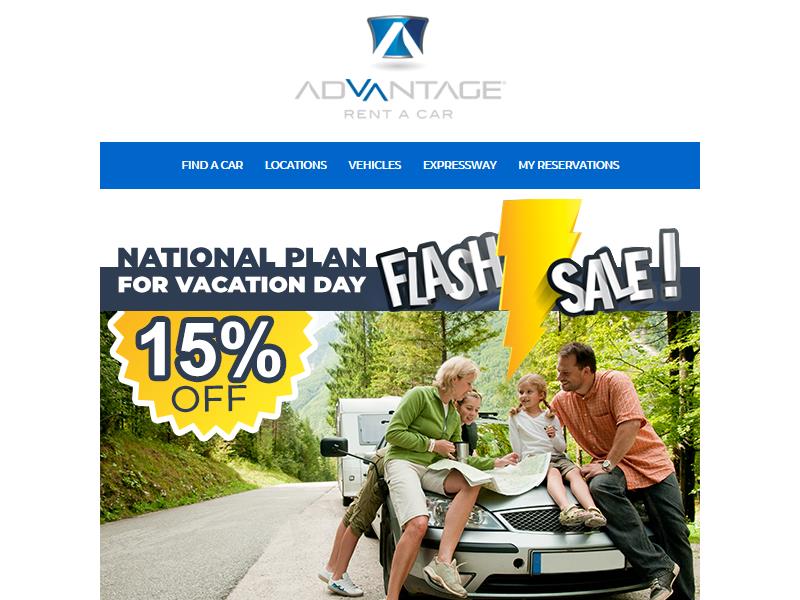 ADVANTAGE
RENT A CAR
FIND A CAR LOCATIONS VEHICLES EXPRESSWAY MY RESERVATIONS
NATIONAL PLAN
FOR VACATION DAY
FLASH SALE!
15%
OFF